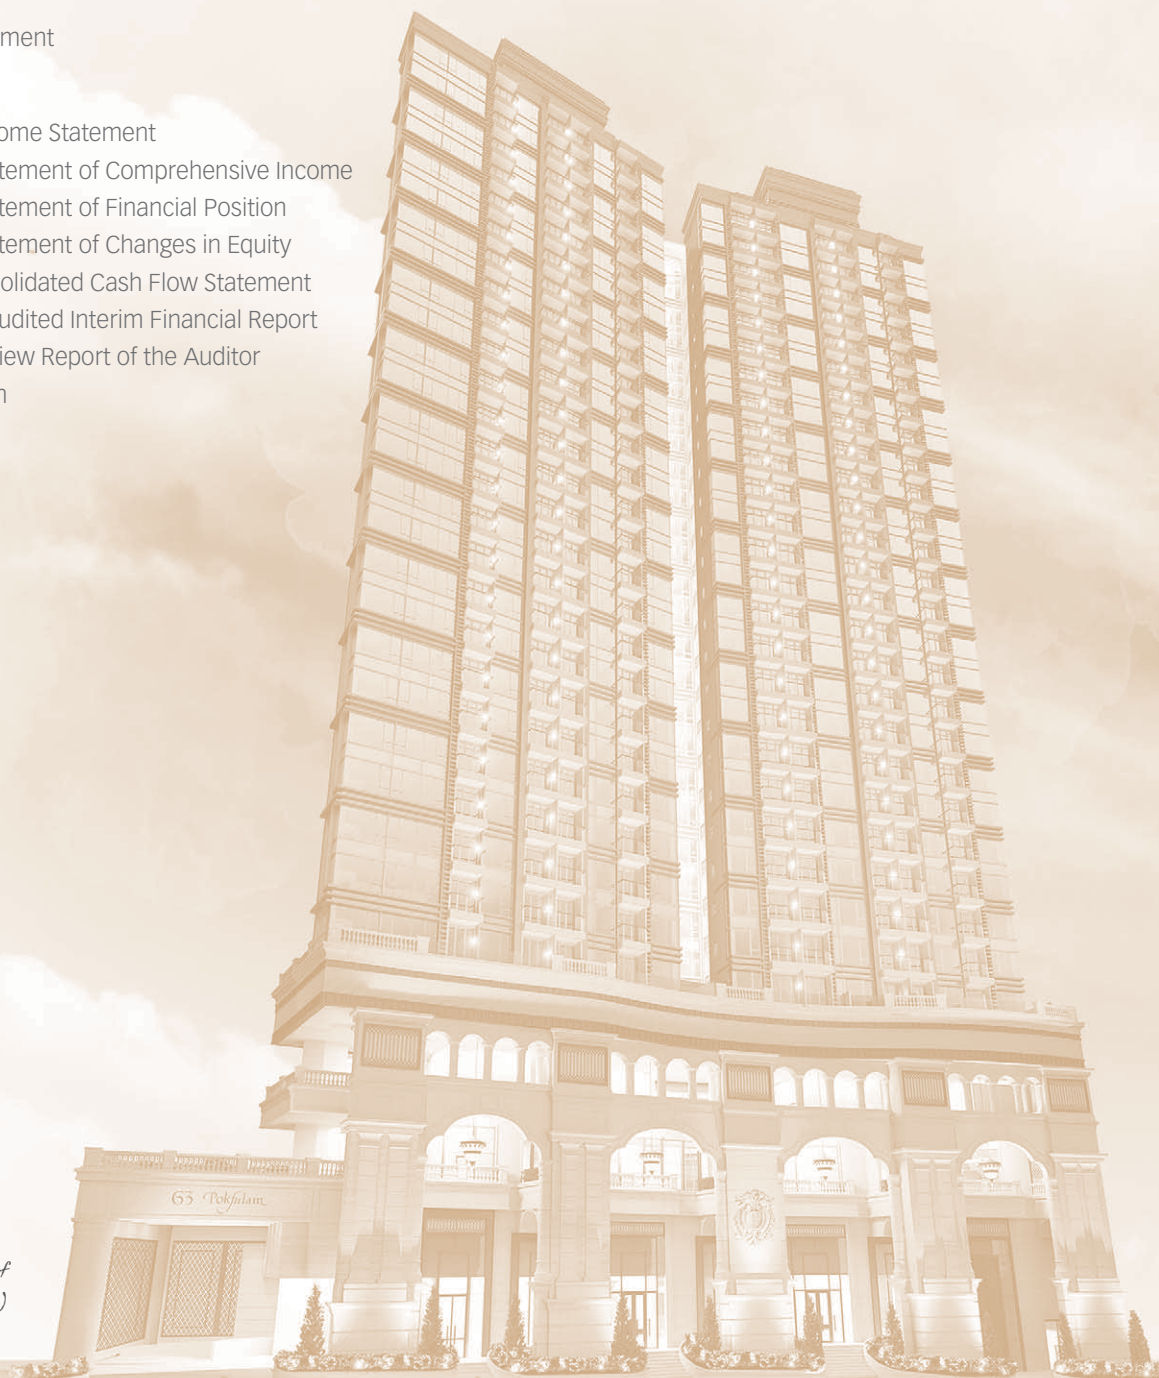 ment
ome Statement
tement of Comprehensive Income
tement of Financial Position
tement of Changes in Equity
olidated Cash Flow Statement
udited Interim Financial Report
iew Report of the Auditor
n
63 Pokfulam
f